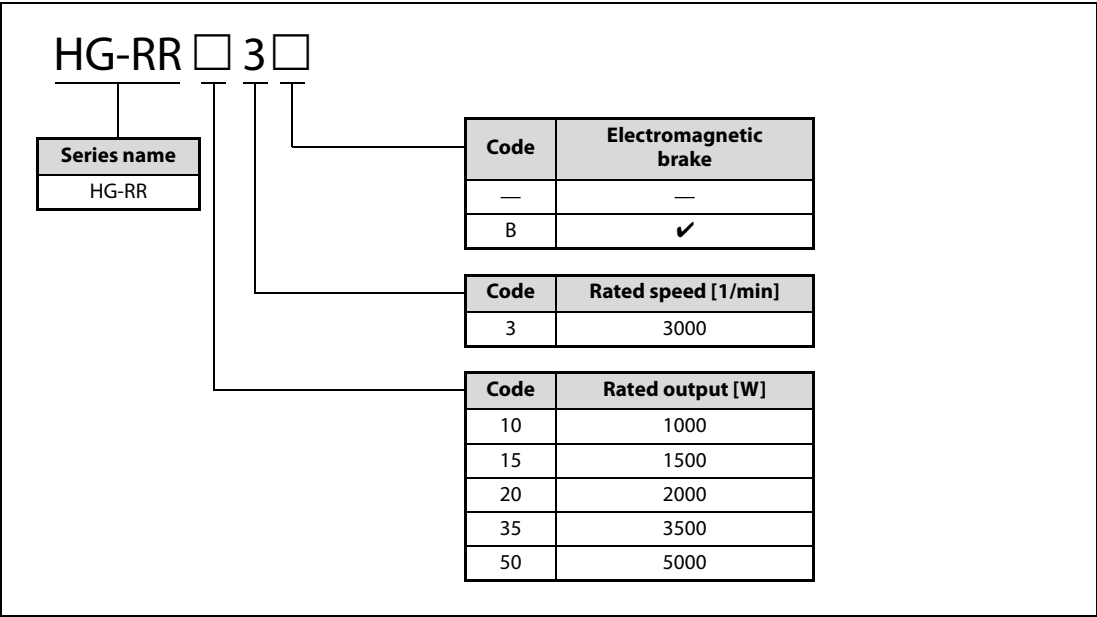 HG-RR □ 3 □
Series name
HG-RR
Code Electromagnetic
brake
— —
B ✔
Code Rated speed [1/min]
3 3000
Code Rated output [W]
10 1000
15 1500
20 2000
35 3500
50 5000